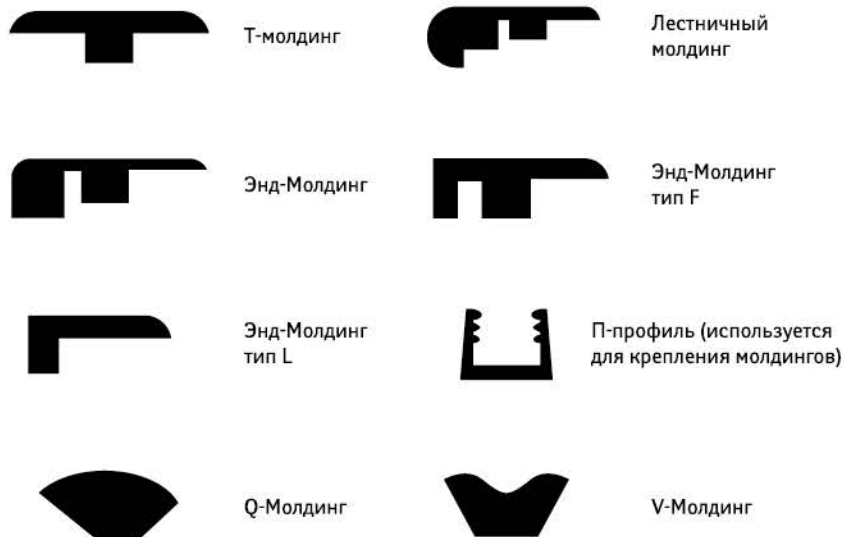 Т-молдинг
Лестничный
молдинг
Энд-Молдинг
Энд-Молдинг
тип F
Энд-Молдинг
тип L
П-профиль (используется
для крепления молдингов)
Q-Молдинг
V-Молдинг